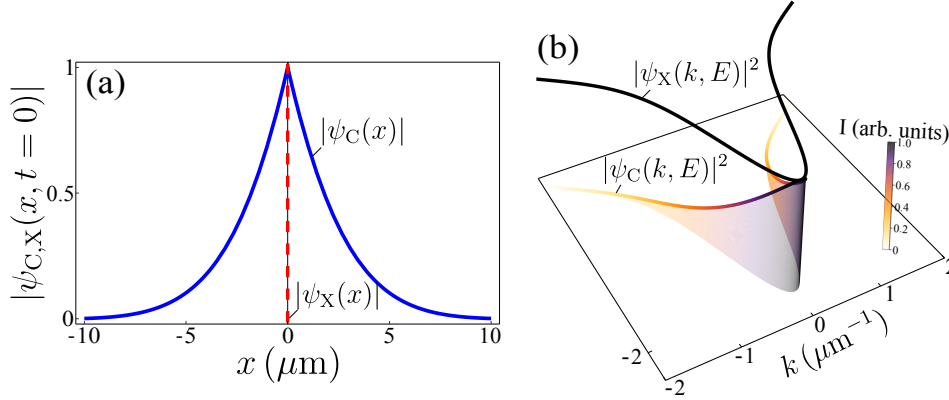 (a)
|ψ_C,X(x, t = 0)|
1
0.5
0
|ψ_C(x)|
|ψ_X(x)|
-10
-5
0
5
10
x (μm)
(b)
|ψ_X(k, E)|²
|ψ_C(k, E)|²
I (arb. units)
1.0
0.8
0.6
0.4
0.2
0
-2
-2
-1
0
1
2
k (μm⁻¹)